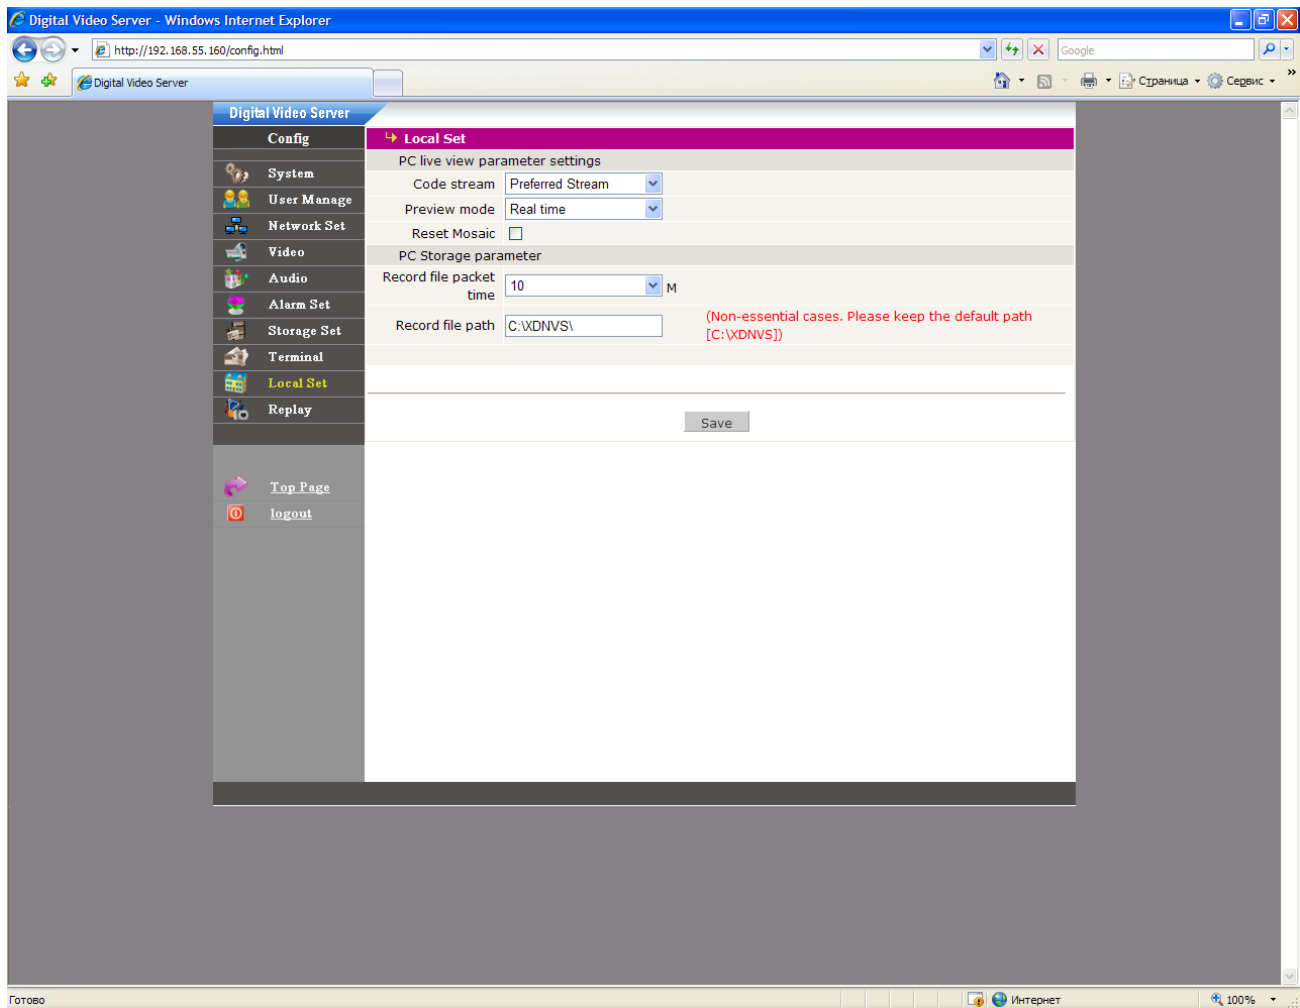 Digital Video Server - Windows Internet Explorer
http://192.168.55.160/config.html
Google
Digital Video Server
Страница
Сервис
»
Digital Video Server
Config
System
User Manage
Network Set
Video
Audio
Alarm Set
Storage Set
Terminal
Local Set
Replay
Top Page
logout
Local Set
PC live view parameter settings
Code stream Preferred Stream
Preview mode Real time
Reset Mosaic
PC Storage parameter
Record file packet
time
10 M
Record file path C:\XDNVS\
(Non-essential cases. Please keep the default path
[C:\XDNVS])
Save
Готово
Интернет
100%